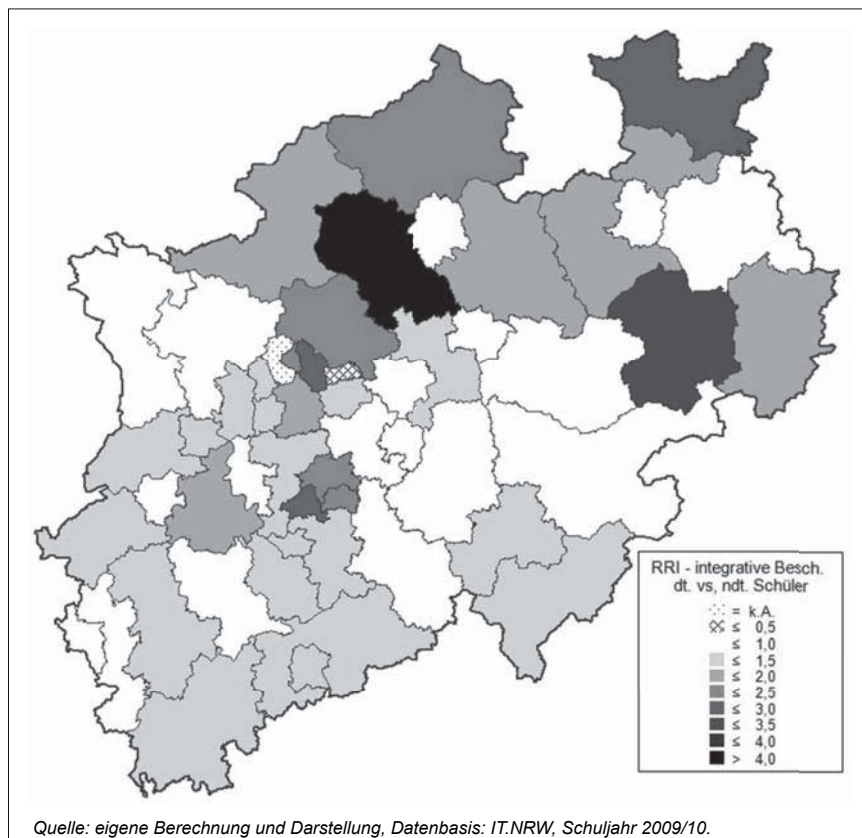 RRI - integrative Besch.
dt. vs, ndt. Schüler
= k.A.
≤ 0,5
≤ 1,0
≤ 1,5
≤ 2,0
≤ 2,5
≤ 3,0
≤ 3,5
≤ 4,0
> 4,0
Quelle: eigene Berechnung und Darstellung, Datenbasis: IT.NRW, Schuljahr 2009/10.